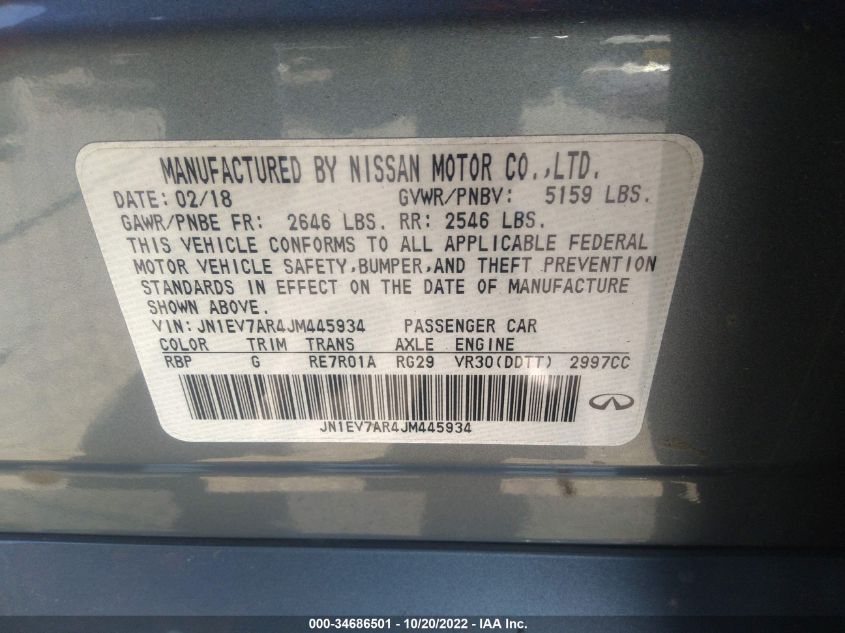 MANUFACTURED BY NISSAN MOTOR CO.,LTD.
DATE: 02/18 GVWR/PNBV: 5159 LBS.
GAWR/PNBE FR: 2646 LBS. RR: 2546 LBS.
THIS VEHICLE CONFORMS TO ALL APPLICABLE FEDERAL
MOTOR VEHICLE SAFETY,BUMPER,AND THEFT PREVENTION
STANDARDS IN EFFECT ON THE DATE OF MANUFACTURE
SHOWN ABOVE.
VIN: JN1EV7AR4JM445934 PASSENGER CAR
COLOR TRIM TRANS AXLE ENGINE
RBP G RE7R01A RG29 VR30(DDTT) 2997CC
JN1EV7AR4JM445934
000-34686501 - 10/20/2022 - IAA Inc.